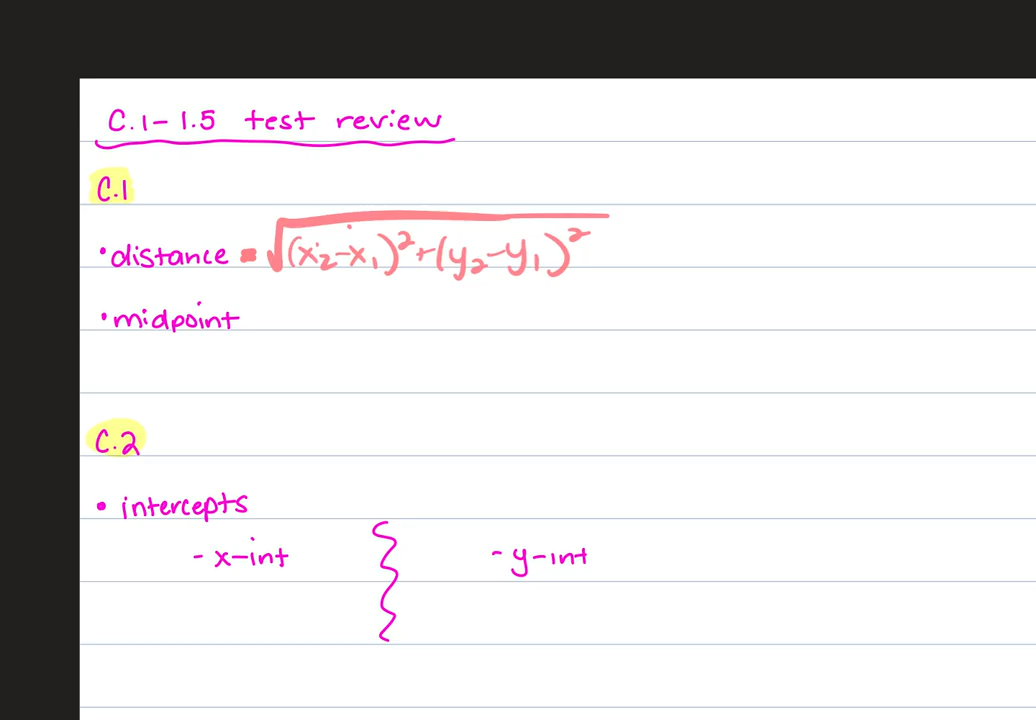 C.1-1.5 test review
C.1
•distance = √(x₂-x₁)²+(y₂-y₁)²
•midpoint
C.2
• intercepts
- x-int - y-int